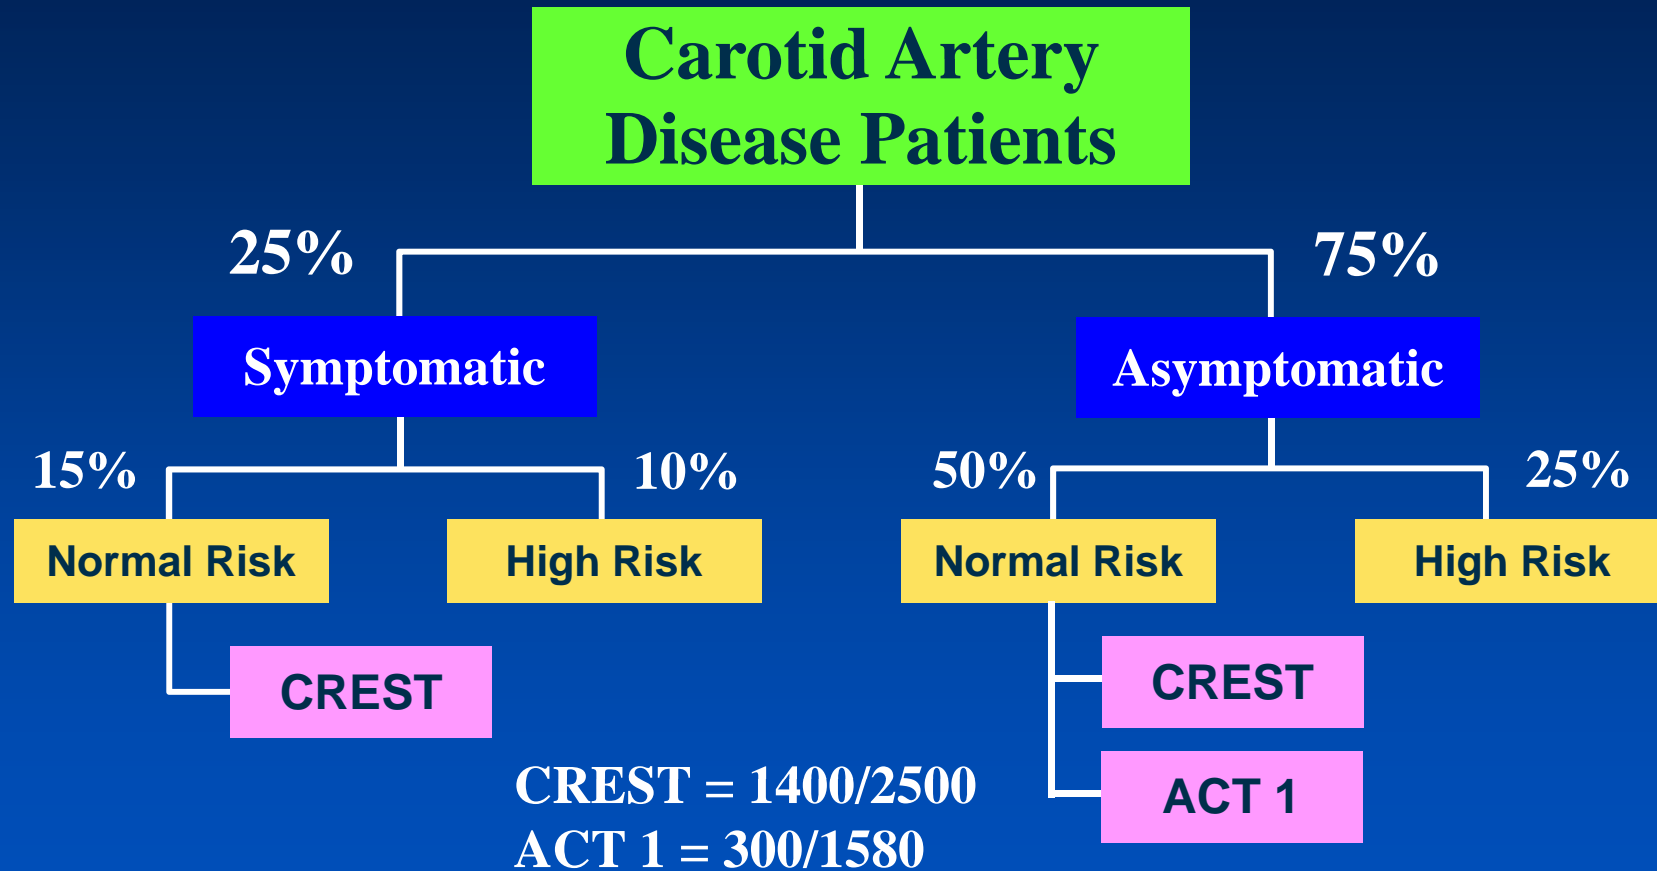 Carotid Artery
Disease Patients
25%
75%
Symptomatic
Asymptomatic
15%
10%
50%
25%
Normal Risk
High Risk
Normal Risk
High Risk
CREST
CREST
ACT 1
CREST = 1400/2500
ACT 1 = 300/1580